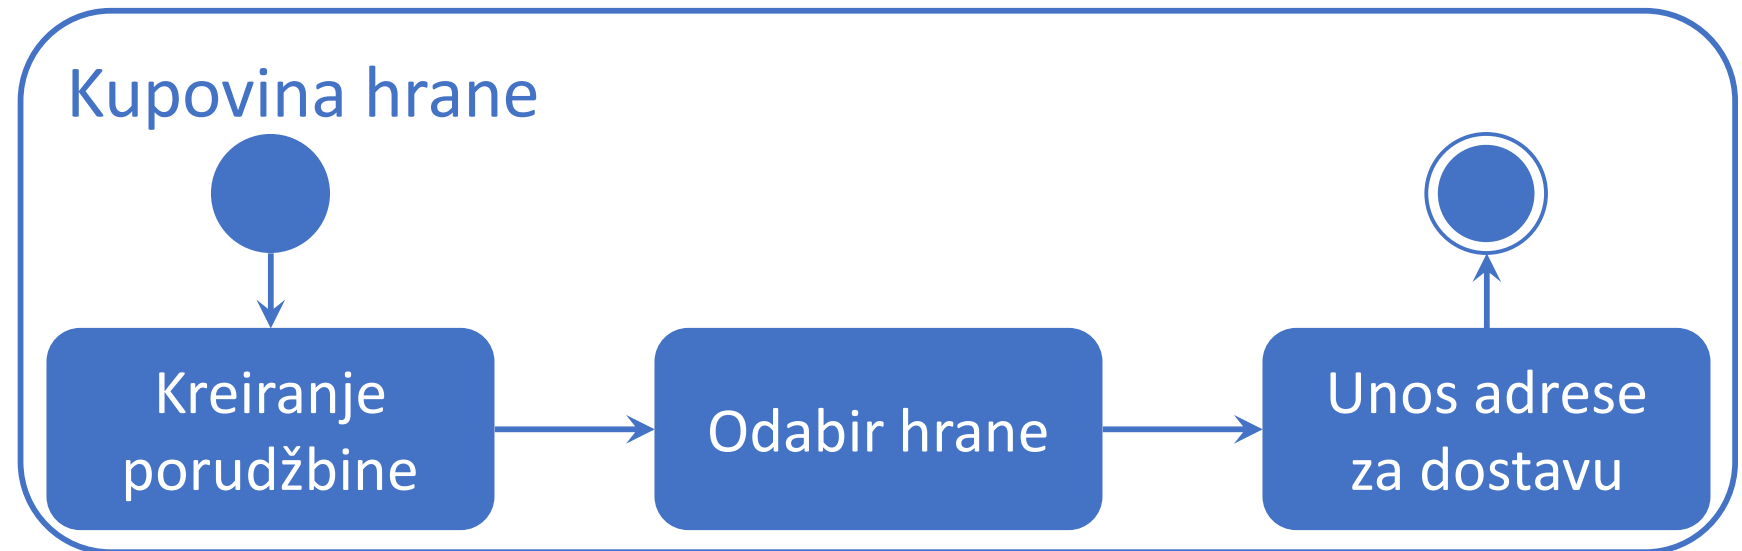 Kupovina hrane
Kreiranje
porudžbine
Odabir hrane
Unos adrese
za dostavu